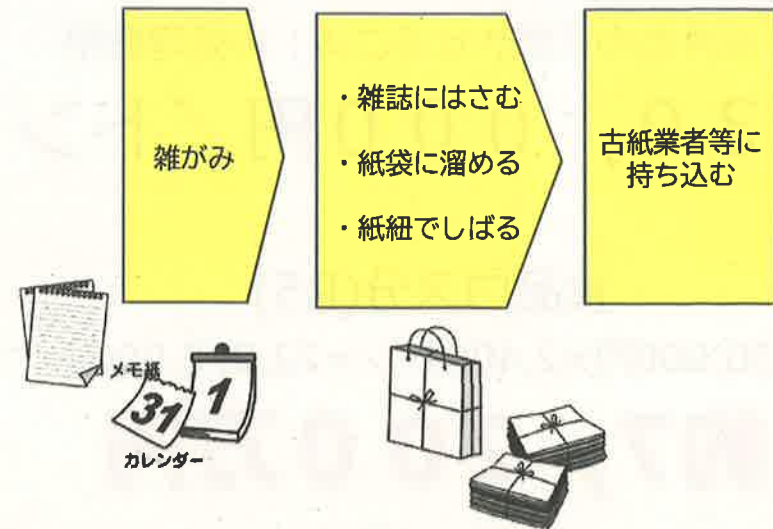 雑がみ
・雑誌にはさむ
・紙袋に溜める
・紙紐でしばる
古紙業者等に
持ち込む
メモ紙
31
1
カレンダー